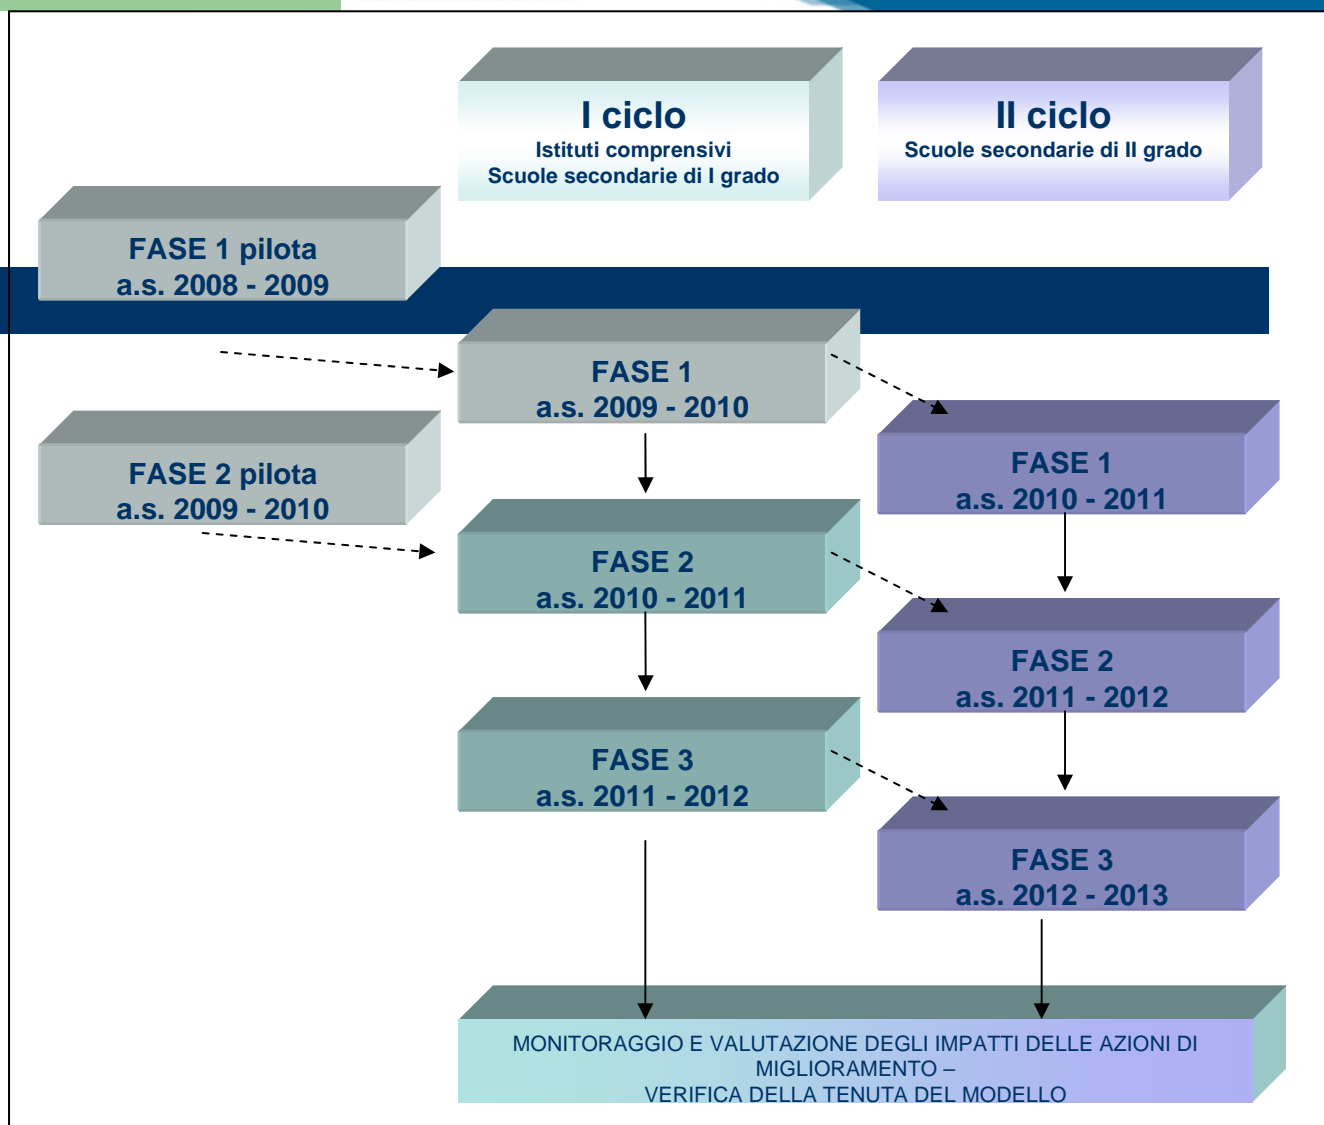 I ciclo
Istituti comprensivi
Scuole secondarie di I grado
II ciclo
Scuole secondarie di II grado
FASE 1 pilota
a.s. 2008 - 2009
FASE 1
a.s. 2009 - 2010
FASE 1
a.s. 2010 - 2011
FASE 2 pilota
a.s. 2009 - 2010
FASE 2
a.s. 2010 - 2011
FASE 2
a.s. 2011 - 2012
FASE 3
a.s. 2011 - 2012
FASE 3
a.s. 2012 - 2013
MONITORAGGIO E VALUTAZIONE DEGLI IMPATTI DELLE AZIONI DI
MIGLIORAMENTO –
VERIFICA DELLA TENUTA DEL MODELLO